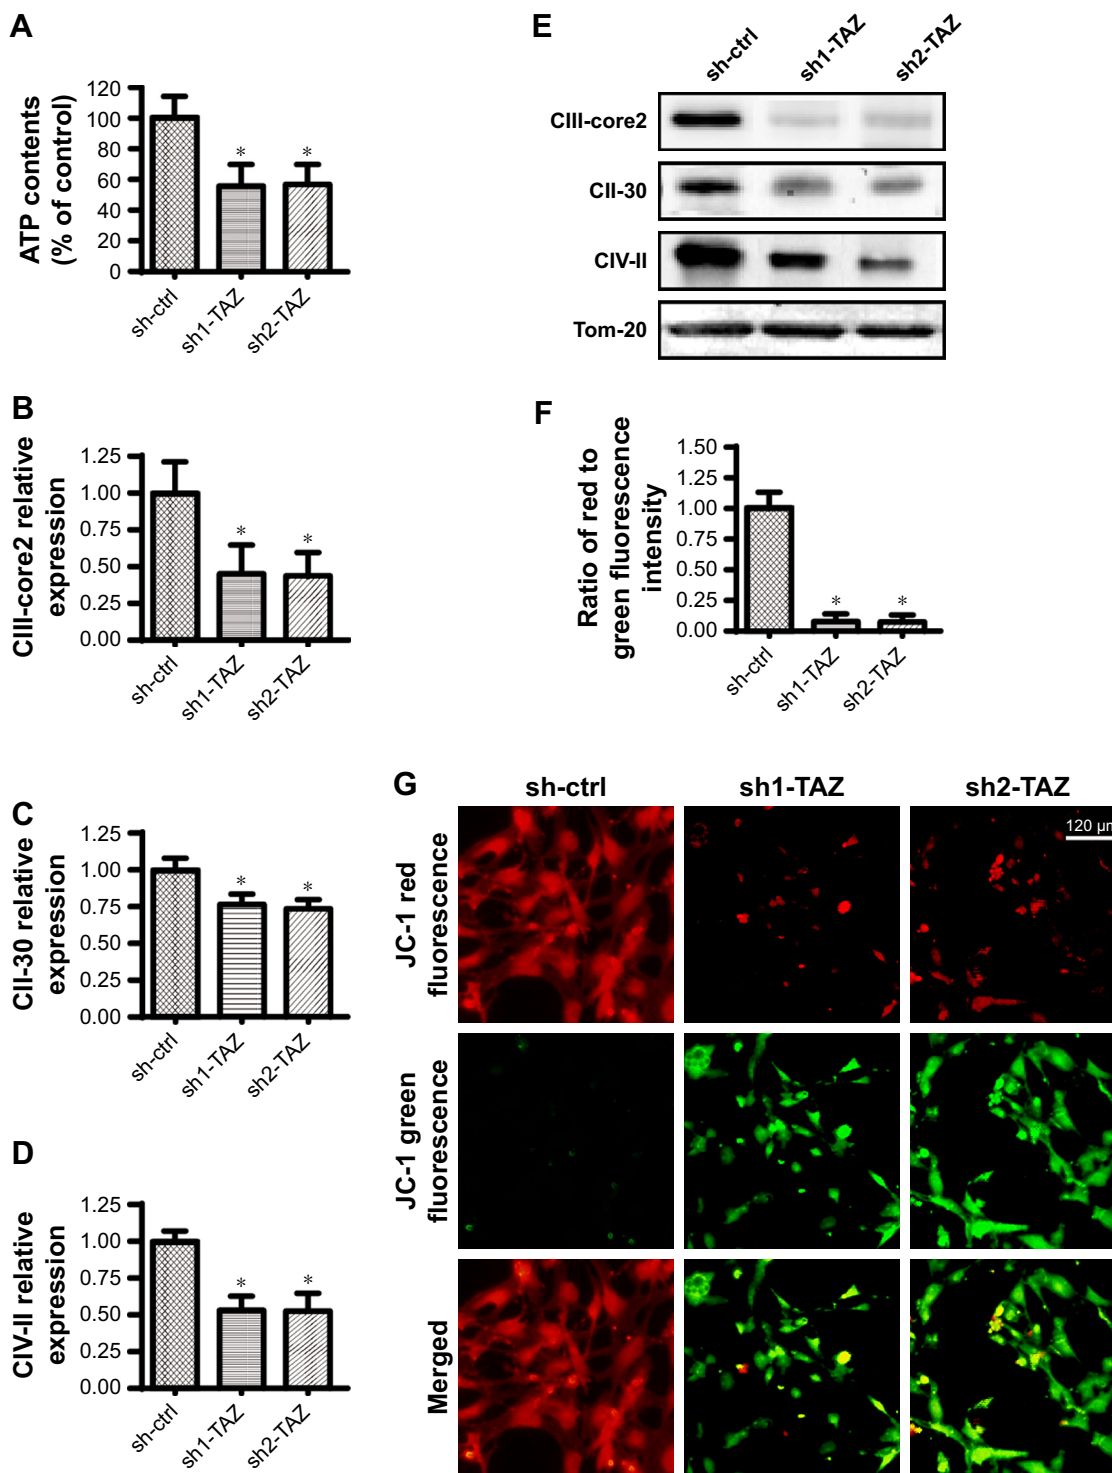 A
ATP contents
(% of control)
120
100
80
60
40
20
0
*
*
sh-ctrl
sh1-TAZ
sh2-TAZ
B
CIII-core2 relative
expression
1.25
1.00
0.75
0.50
0.25
0.00
*
*
sh-ctrl
sh1-TAZ
sh2-TAZ
C
CII-30 relative
expression
1.25
1.00
0.75
0.50
0.25
0.00
*
*
sh-ctrl
sh1-TAZ
sh2-TAZ
D
CIV-II relative
expression
1.25
1.00
0.75
0.50
0.25
0.00
*
*
sh-ctrl
sh1-TAZ
sh2-TAZ
E
sh-ctrl
sh1-TAZ
sh2-TAZ
CIII-core2
CII-30
CIV-II
Tom-20
F
Ratio of red to
green fluorescence
intensity
1.50
1.25
1.00
0.75
0.50
0.25
0.00
*
*
sh-ctrl
sh1-TAZ
sh2-TAZ
G
sh-ctrl
sh1-TAZ
sh2-TAZ
120 μm
JC-1 red
fluorescence
JC-1 green
fluorescence
Merged